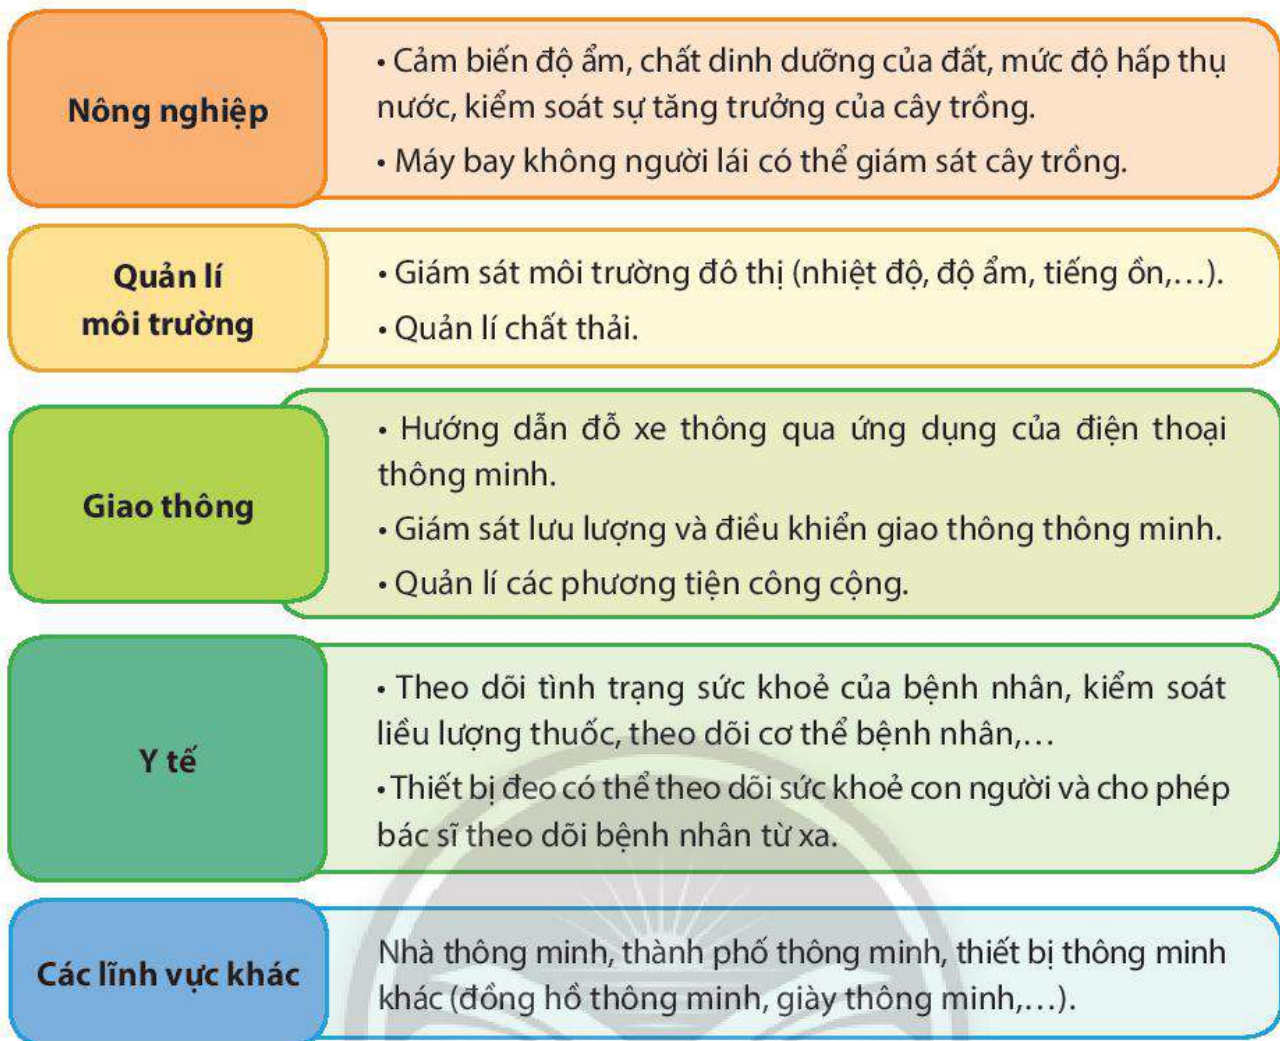 Nông nghiệp
• Cảm biến độ ẩm, chất dinh dưỡng của đất, mức độ hấp thụ
nước, kiểm soát sự tăng trưởng của cây trồng.
• Máy bay không người lái có thể giám sát cây trồng.
Quản lí
môi trường
• Giám sát môi trường đô thị (nhiệt độ, độ ẩm, tiếng ồn,…).
• Quản lí chất thải.
Giao thông
• Hướng dẫn đỗ xe thông qua ứng dụng của điện thoại
thông minh.
• Giám sát lưu lượng và điều khiển giao thông thông minh.
• Quản lí các phương tiện công cộng.
Y tế
• Theo dõi tình trạng sức khoẻ của bệnh nhân, kiểm soát
liều lượng thuốc, theo dõi cơ thể bệnh nhân,…
• Thiết bị đeo có thể theo dõi sức khoẻ con người và cho phép
bác sĩ theo dõi bệnh nhân từ xa.
Các lĩnh vực khác
Nhà thông minh, thành phố thông minh, thiết bị thông minh
khác (đồng hồ thông minh, giày thông minh,…).